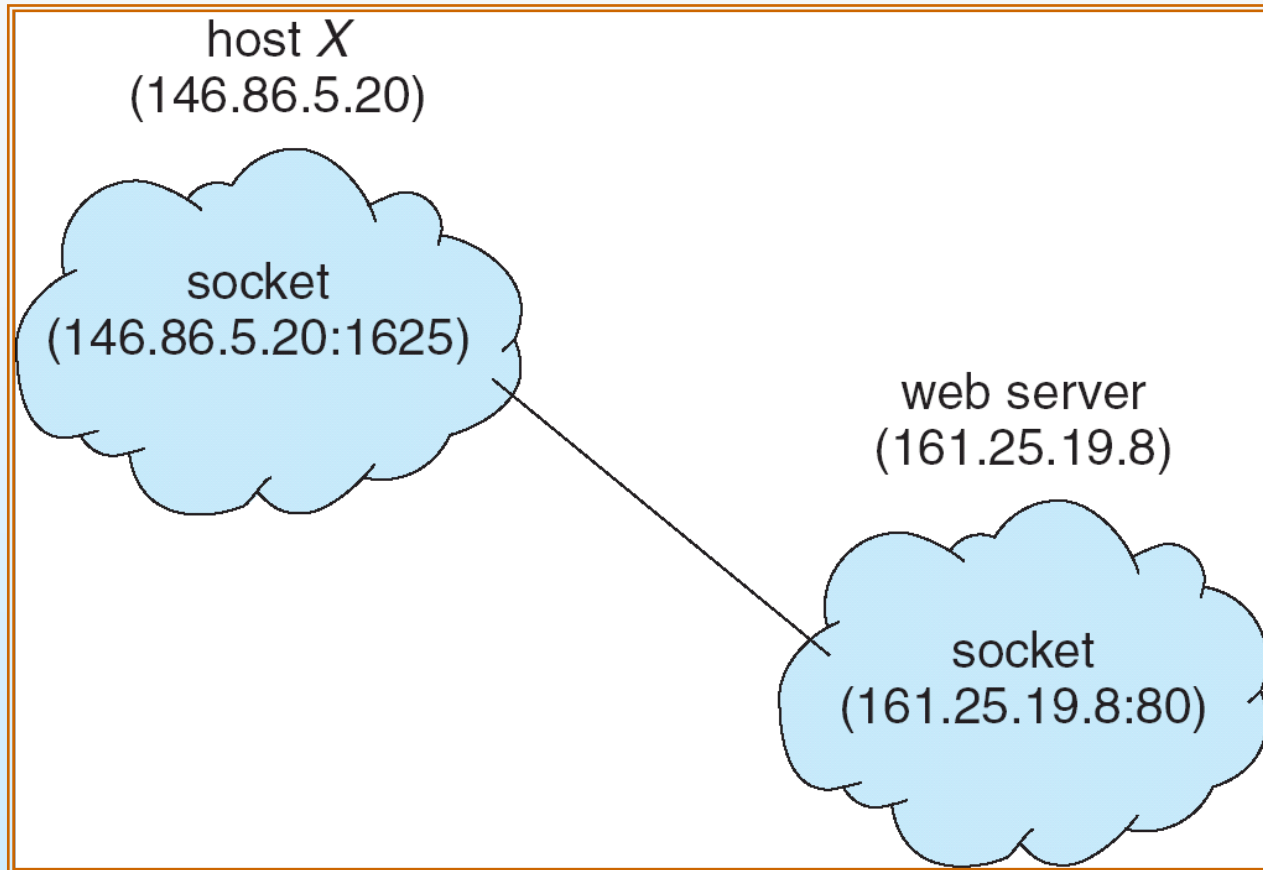 host X
(146.86.5.20)
socket
(146.86.5.20:1625)
web server
(161.25.19.8)
socket
(161.25.19.8:80)